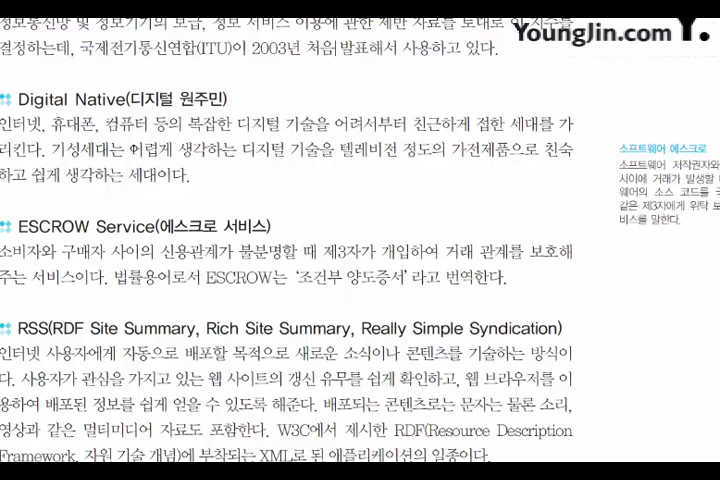 정보통신망 및 정보기기의 보급, 정보 서비스 이용에 관한 제반 자료를 토대로 이 지수를
YoungJin.com Y.
결정하는데, 국제전기통신연합(ITU)이 2003년 처음 발표해서 사용하고 있다.
Digital Native(디지털 원주민)
인터넷, 휴대폰, 컴퓨터 등의 복잡한 디지털 기술을 어려서부터 친근하게 접한 세대를 가
리킨다. 기성세대는 어렵게 생각하는 디지털 기술을 텔레비전 정도의 가전제품으로 친숙
하고 쉽게 생각하는 세대이다.
소프트웨어 에스크로
소프트웨어 저작권자와
사이에 거래가 발생할
웨어의 소스 코드를
같은 제3자에게 위탁 보
비스를 말한다.
ESCROW Service(에스크로 서비스)
소비자와 구매자 사이의 신용관계가 불분명할 때 제3자가 개입하여 거래 관계를 보호해
주는 서비스이다. 법률용어로서 ESCROW는 ‘조건부 양도증서’라고 번역한다.
RSS(RDF Site Summary, Rich Site Summary, Really Simple Syndication)
인터넷 사용자에게 자동으로 배포할 목적으로 새로운 소식이나 콘텐츠를 기술하는 방식이
다. 사용자가 관심을 가지고 있는 웹 사이트의 갱신 유무를 쉽게 확인하고, 웹 브라우저를 이
용하여 배포된 정보를 쉽게 얻을 수 있도록 해준다. 배포되는 콘텐츠로는 문자는 물론 소리,
영상과 같은 멀티미디어 자료도 포함한다. W3C에서 제시한 RDF(Resource Description
Framework, 자원 기술 개념)에 부착되는 XML로 된 애플리케이션의 일종이다.